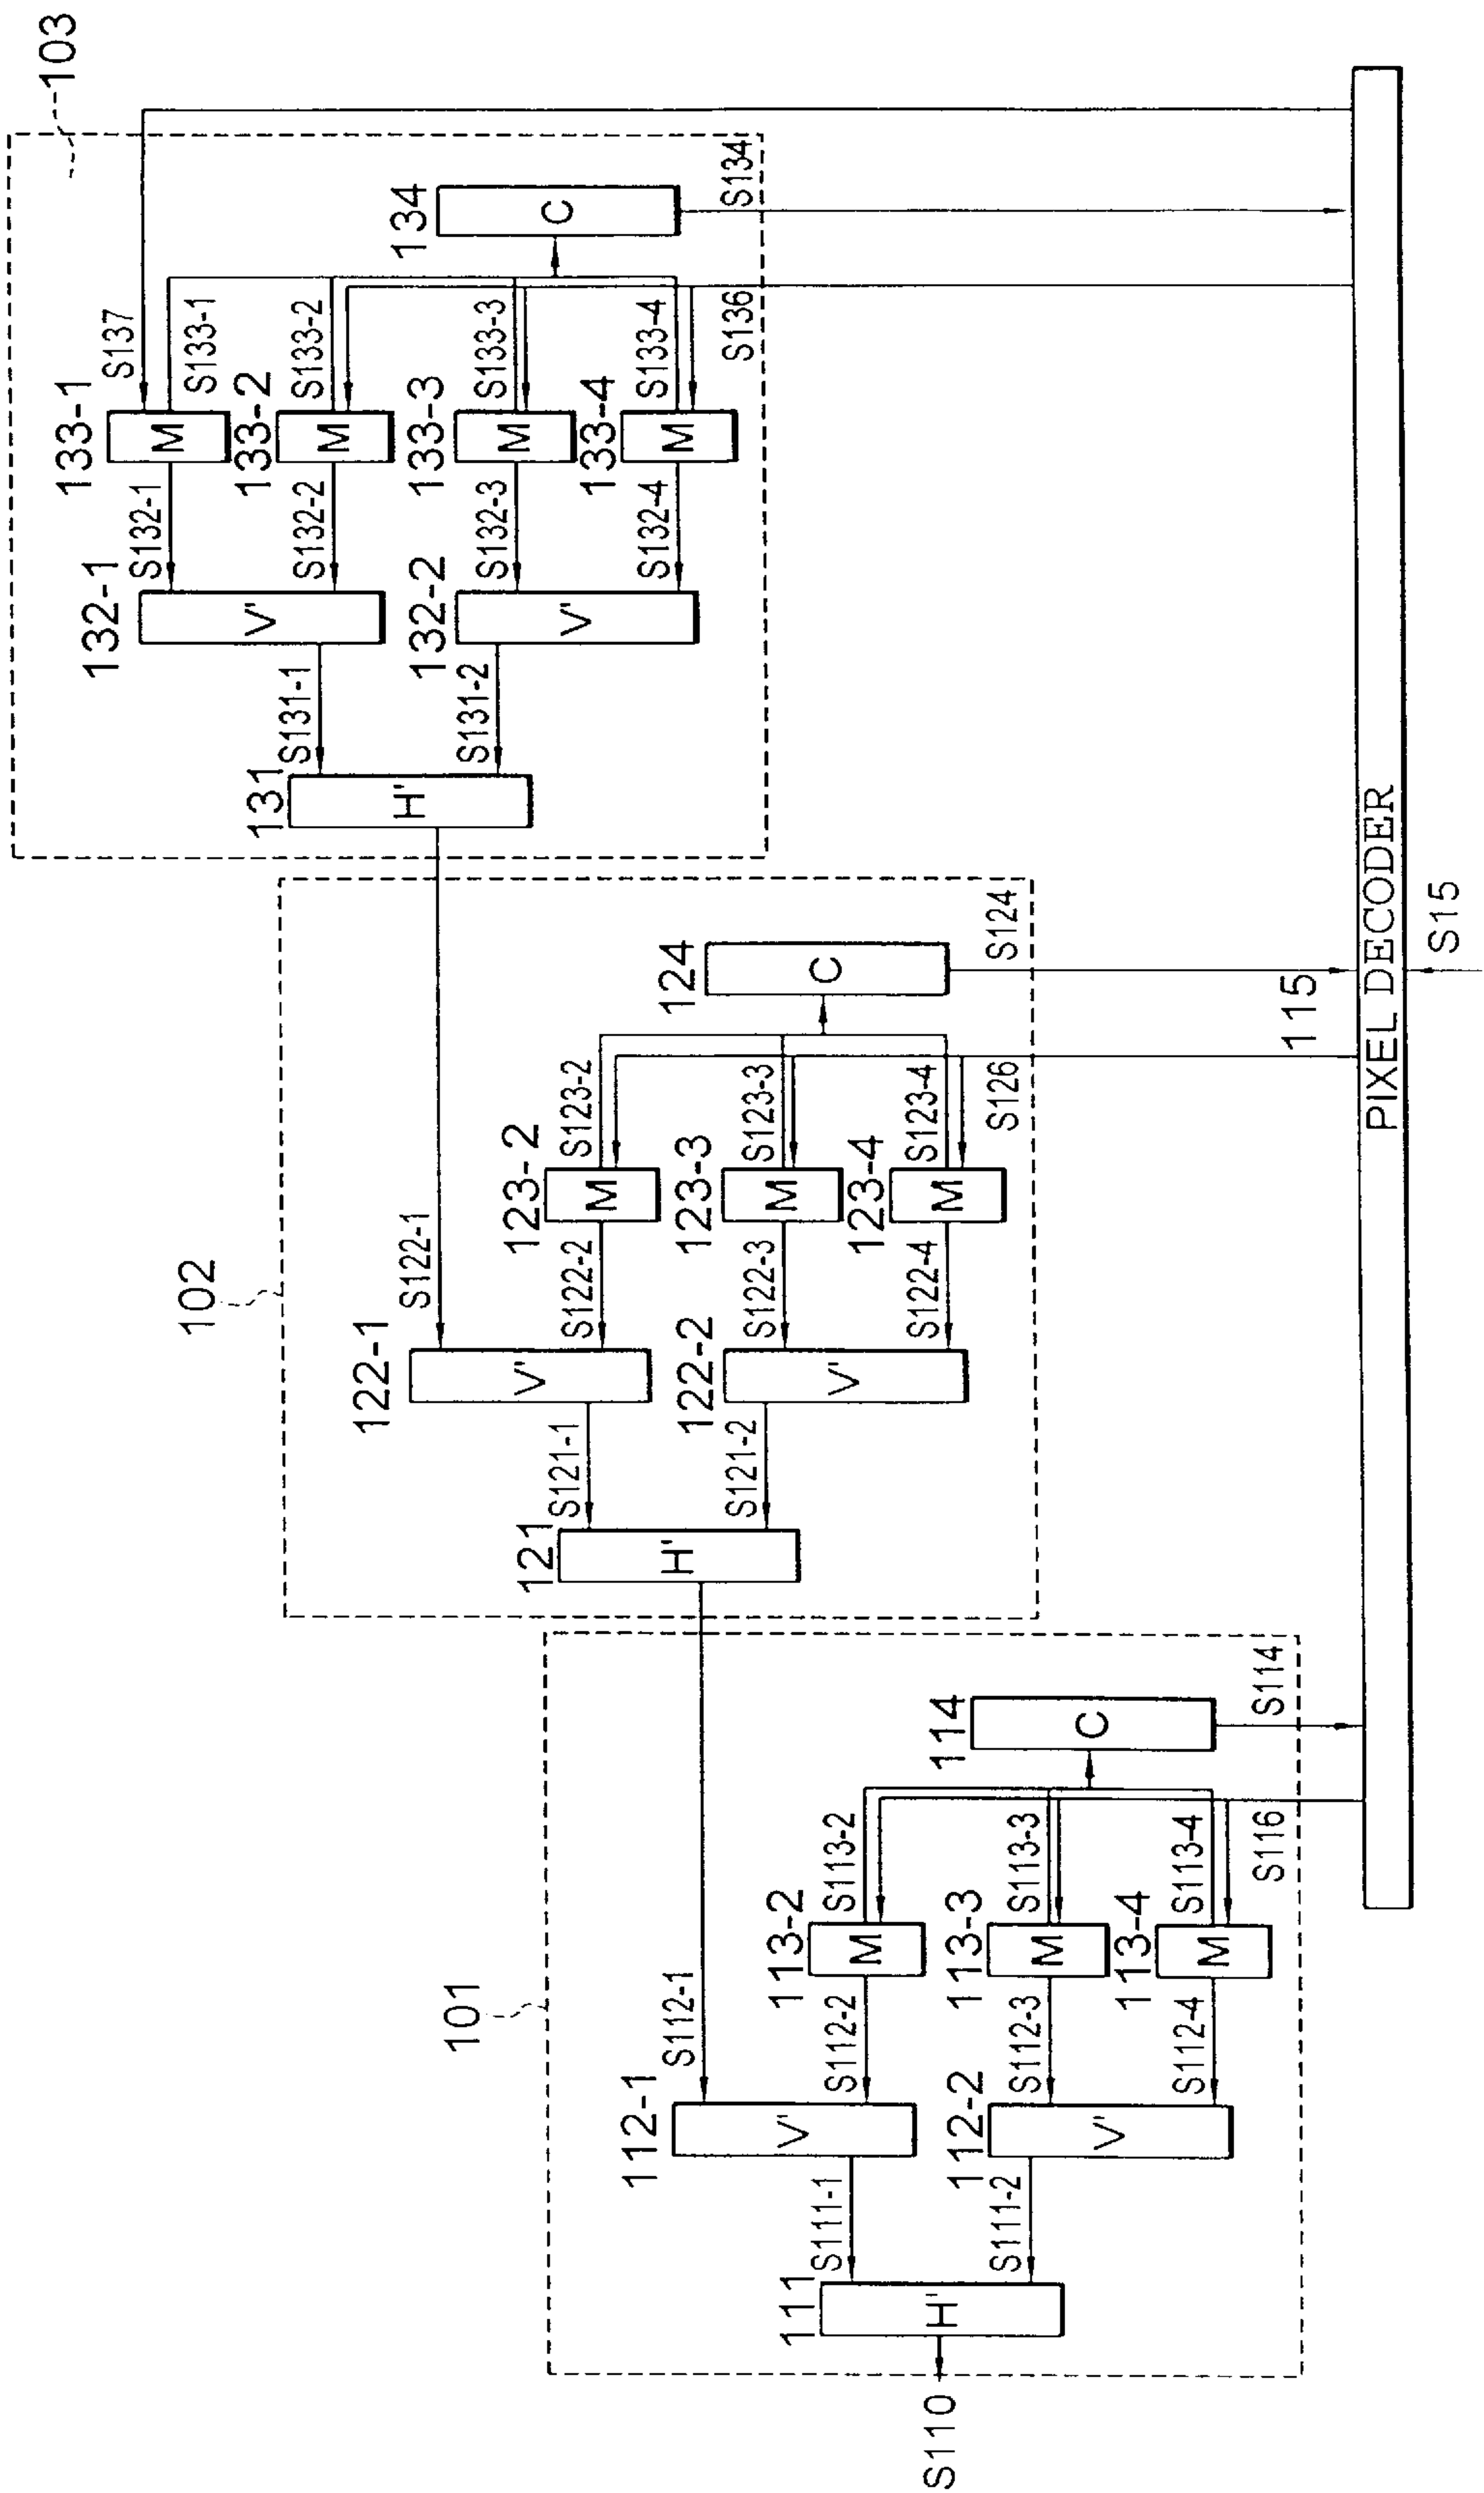 103
S137
133-1
M
S132-1
S133-1
132-1
V'
133-2
M
S132-2
S133-2
134
C
S134
S131-1
131
H'
S131-2
132-2
V'
133-3
M
S132-3
S133-3
133-4
M
S132-4
S133-4
S136
102
S122-1
122-1
V'
123-2
M
S122-2
S123-2
124
C
S124
S121-1
121
H'
S121-2
122-2
V'
123-3
M
S122-3
S123-3
123-4
M
S122-4
S123-4
S126
101
S112-1
112-1
V'
113-2
M
S112-2
S113-2
114
C
S114
S111-1
111
H'
S110
S111-2
112-2
V'
113-3
M
S112-3
S113-3
113-4
M
S112-4
S113-4
S116
115
PIXEL DECODER
S15